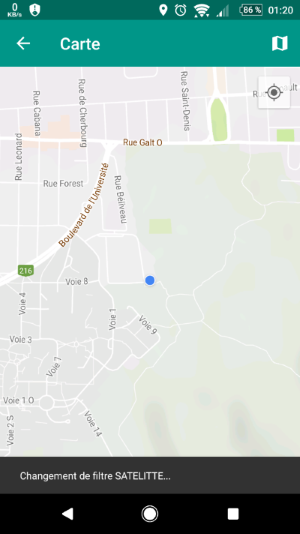 0
KB/s
86 %
01:20
Carte
Rue Cabana
Rue de Cherbourg
Rue Saint-Denis
Rue Léonard
Rue Galt O
Rue Forest
Boulevard de l'Université
Rue Belliveau
216
Voie 8
Voie 4
Voie 1
Voie 9
Voie 3
Voie 7
Voie 1 O
Voie 14
Voie 2 S
Changement de filtre SATELITTE...